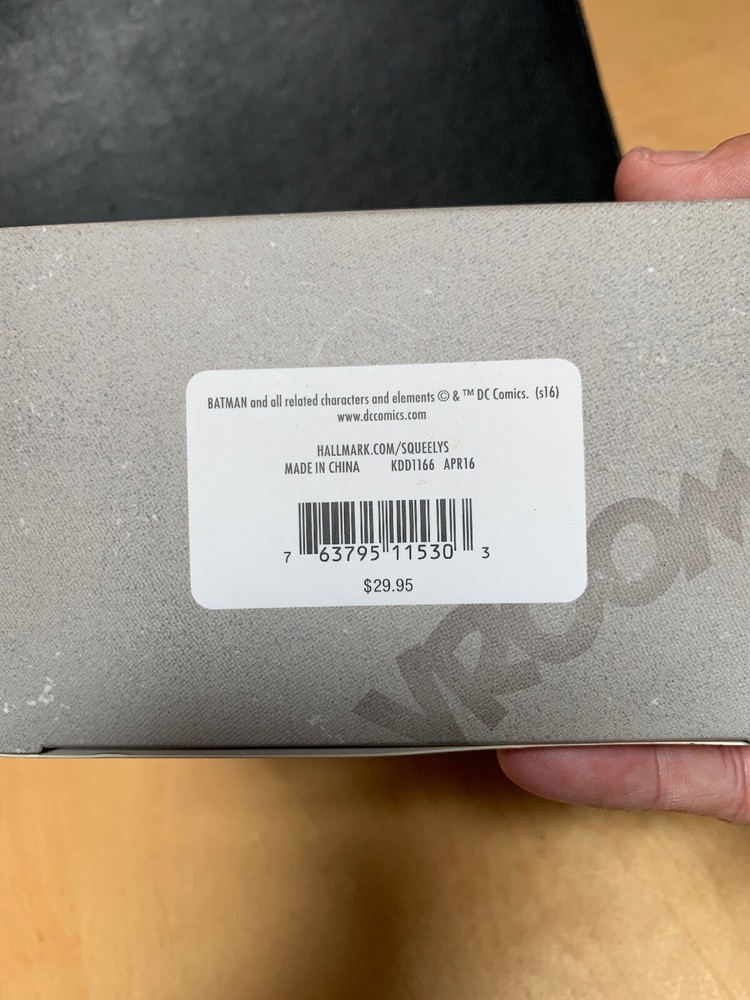 BATMAN and all related characters and elements © & ™ DC Comics. (s16)
www.dccomics.com
HALLMARK.COM/SQUEELYS
MADE IN CHINA KDD1166 APR16
7 63795 11530 3
$29.95
VROOM